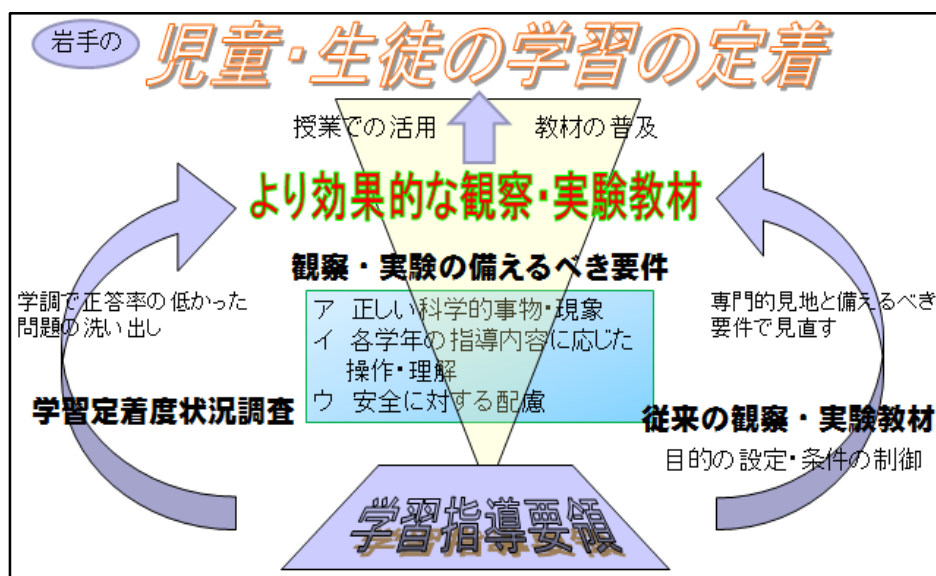 岩手の
児童・生徒の学習の定着
授業での活用
教材の普及
より効果的な観察・実験教材
観察・実験の備えるべき要件
ア 正しい科学的事物・現象
イ 各学年の指導内容に応じた
操作・理解
ウ 安全に対する配慮
学調で正答率の低かった
問題の洗い出し
学習定着度状況調査
専門的見地と備えるべき
要件で見直す
従来の観察・実験教材
目的の設定・条件の制御
学習指導要領